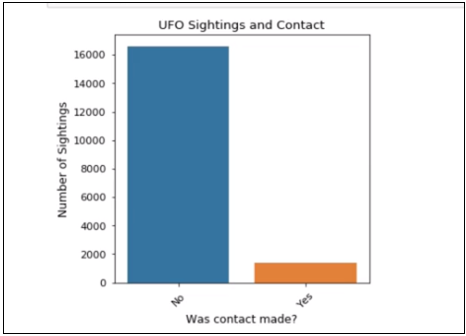 UFO Sightings and Contact
16000
14000
12000
10000
8000
6000
4000
2000
0
Number of Sightings
No
Yes
Was contact made?